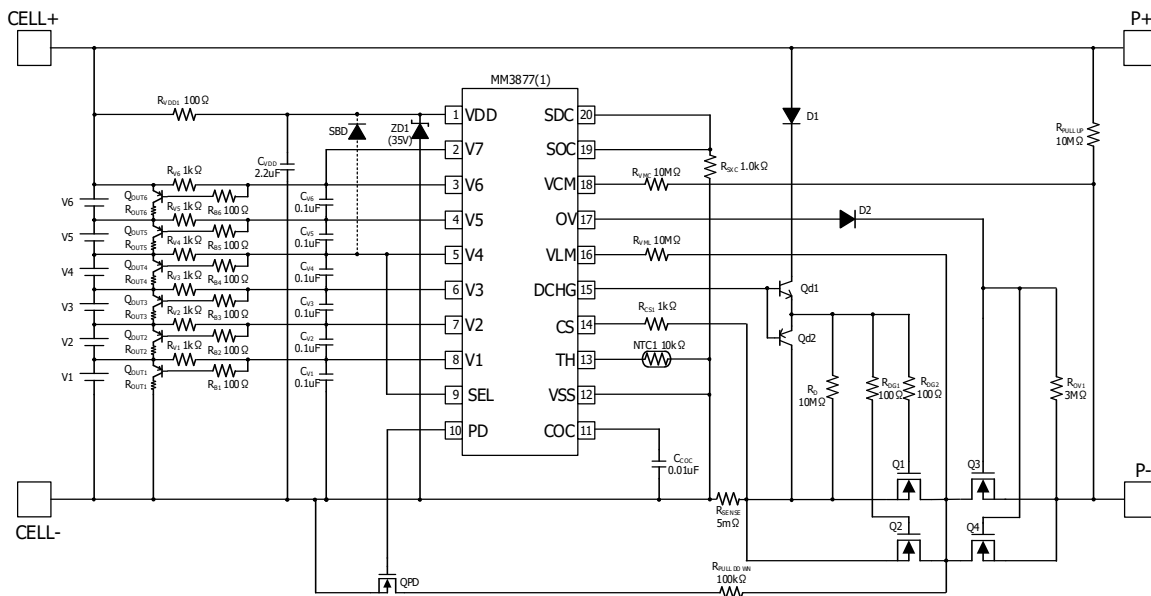 CELL+
P+
MM3877(1)
RVDD1 100Ω
SBD
ZD1
(35V)
CVDD
2.2uF
1 VDD
2 V7
3 V6
4 V5
5 V4
6 V3
7 V2
8 V1
9 SEL
10 PD
SDC 20
SOC 19
VCM 18
OV 17
VLM 16
DCHG 15
CS 14
TH 13
VSS 12
COC 11
RV6 1kΩ
QOUT6
ROUT6
RB6 100Ω
CV6
0.1uF
V6
RV5 1kΩ
QOUT5
ROUT5
RB5 100Ω
CV5
0.1uF
V5
RV4 1kΩ
QOUT4
ROUT4
RB4 100Ω
CV4
0.1uF
V4
RV3 1kΩ
QOUT3
ROUT3
RB3 100Ω
CV3
0.1uF
V3
RV2 1kΩ
QOUT2
ROUT2
RB2 100Ω
CV2
0.1uF
V2
RV1 1kΩ
QOUT1
ROUT1
RB1 100Ω
CV1
0.1uF
V1
RSXC 1.0kΩ
RVMC 10MΩ
D1
RPULLUP
10MΩ
D2
RVML 10MΩ
Qd1
Qd2
RCS1 1kΩ
NTC1 10kΩ
RD
10MΩ
RDG1
100Ω
RDG2
100Ω
ROV1
3MΩ
CCOC
0.01uF
Q1
Q3
P-
RSENSE
5mΩ
Q2
Q4
CELL-
QPD
RPULLDOWN
100kΩ